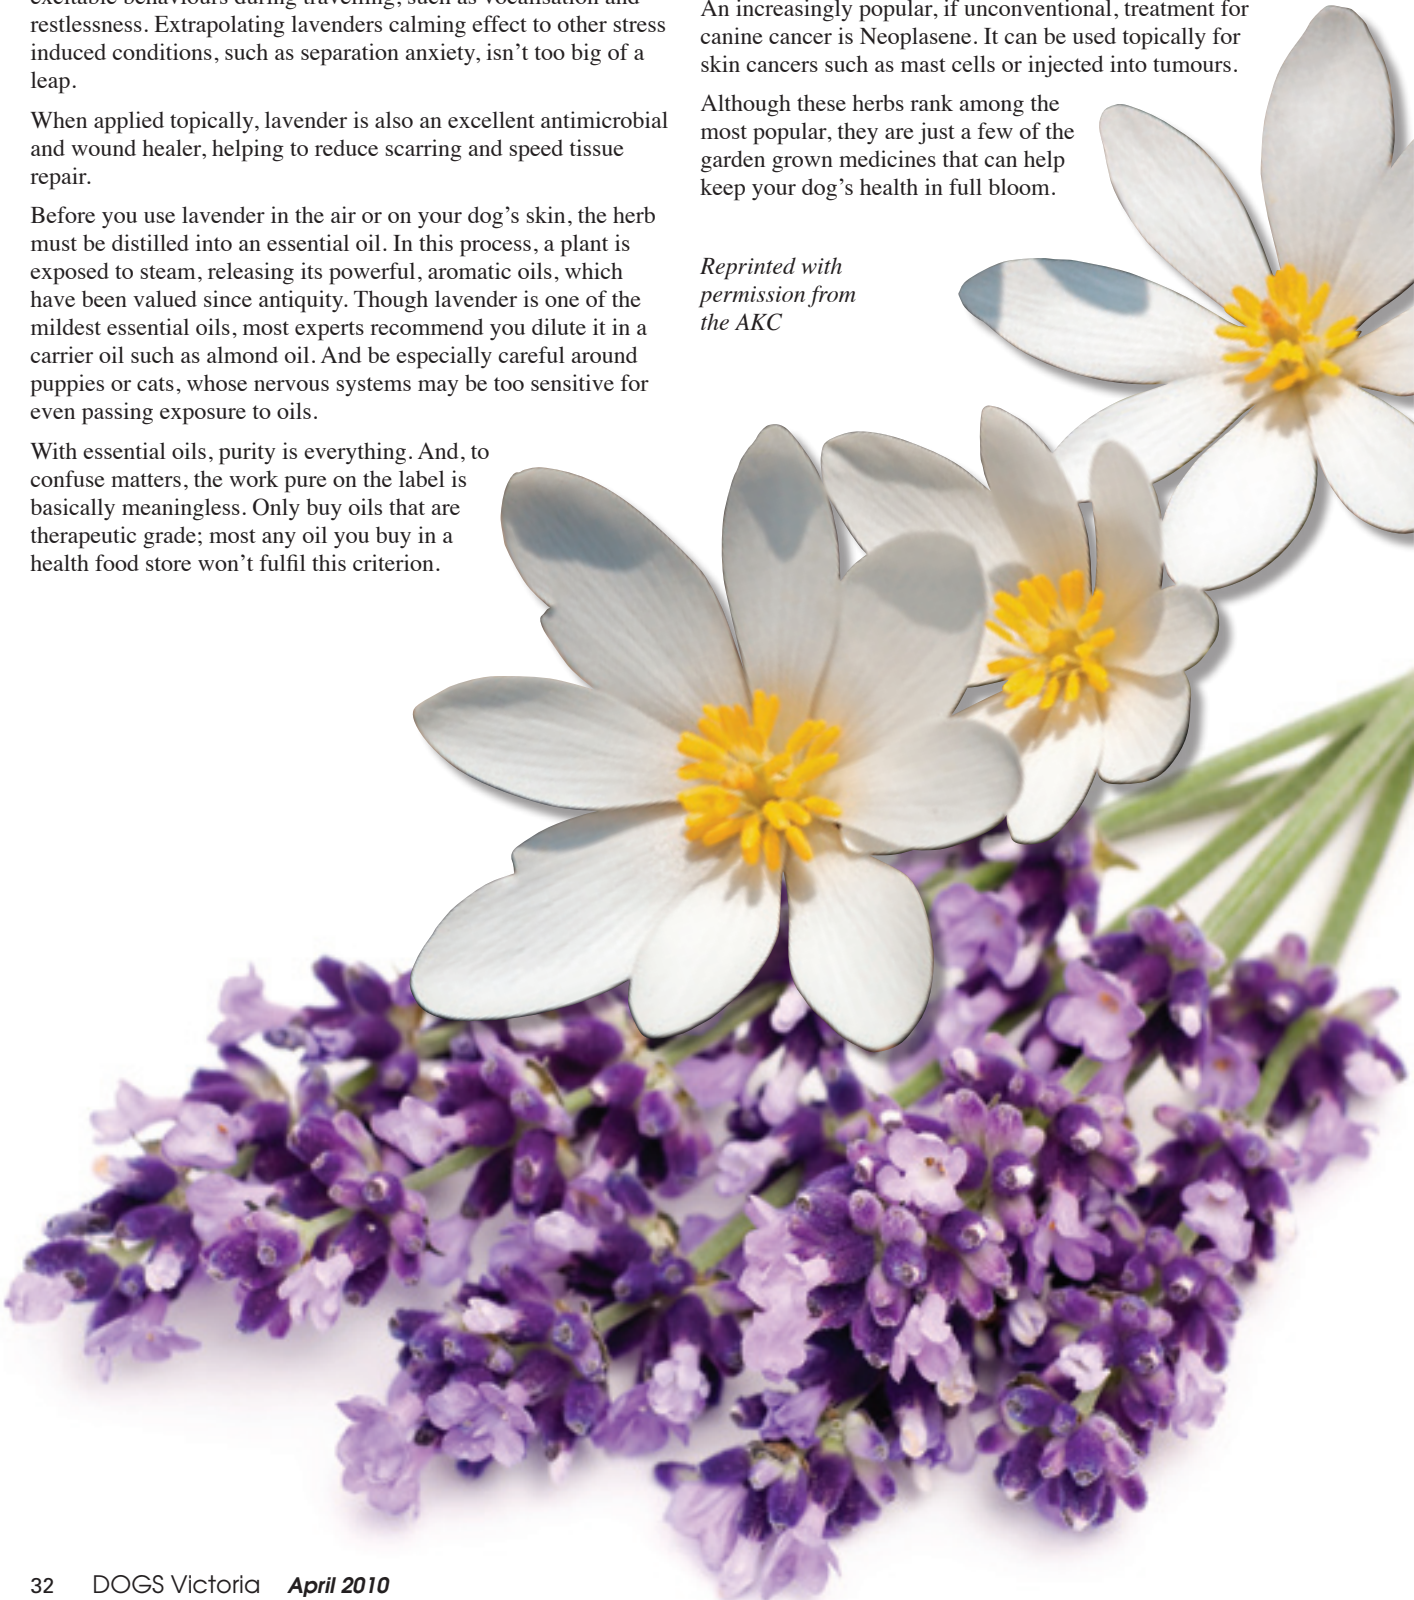 excitable behaviours during travelling, such as vocalisation and
restlessness. Extrapolating lavenders calming effect to other stress
induced conditions, such as separation anxiety, isn't too big of a
leap.
When applied topically, lavender is also an excellent antimicrobial
and wound healer, helping to reduce scarring and speed tissue
repair.
Before you use lavender in the air or on your dog's skin, the herb
must be distilled into an essential oil. In this process, a plant is
exposed to steam, releasing its powerful, aromatic oils, which
have been valued since antiquity. Though lavender is one of the
mildest essential oils, most experts recommend you dilute it in a
carrier oil such as almond oil. And be especially careful around
puppies or cats, whose nervous systems may be too sensitive for
even passing exposure to oils.
With essential oils, purity is everything. And, to
confuse matters, the work pure on the label is
basically meaningless. Only buy oils that are
therapeutic grade; most any oil you buy in a
health food store won't fulfil this criterion.
An increasingly popular, if unconventional, treatment for
canine cancer is Neoplasene. It can be used topically for
skin cancers such as mast cells or injected into tumours.
Although these herbs rank among the
most popular, they are just a few of the
garden grown medicines that can help
keep your dog's health in full bloom.
Reprinted with
permission from
the AKC
32 DOGS Victoria April 2010